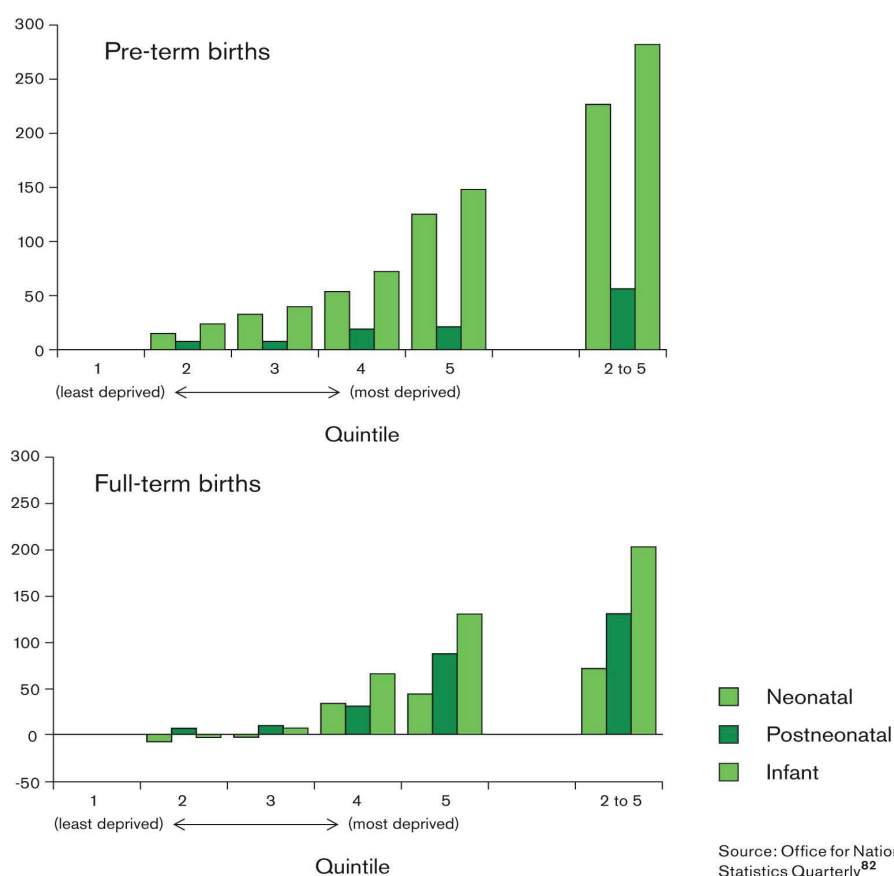 300
Pre-term births
250
200
150
100
50
0
1 2 3 4 5 2 to 5
(least deprived) (most deprived)
Quintile
300
Full-term births
250
200
150
100
50
0
-50
1 2 3 4 5 2 to 5
(least deprived) (most deprived)
Quintile
Neonatal
Postneonatal
Infant
Source: Office for
Statistics Quarterly82